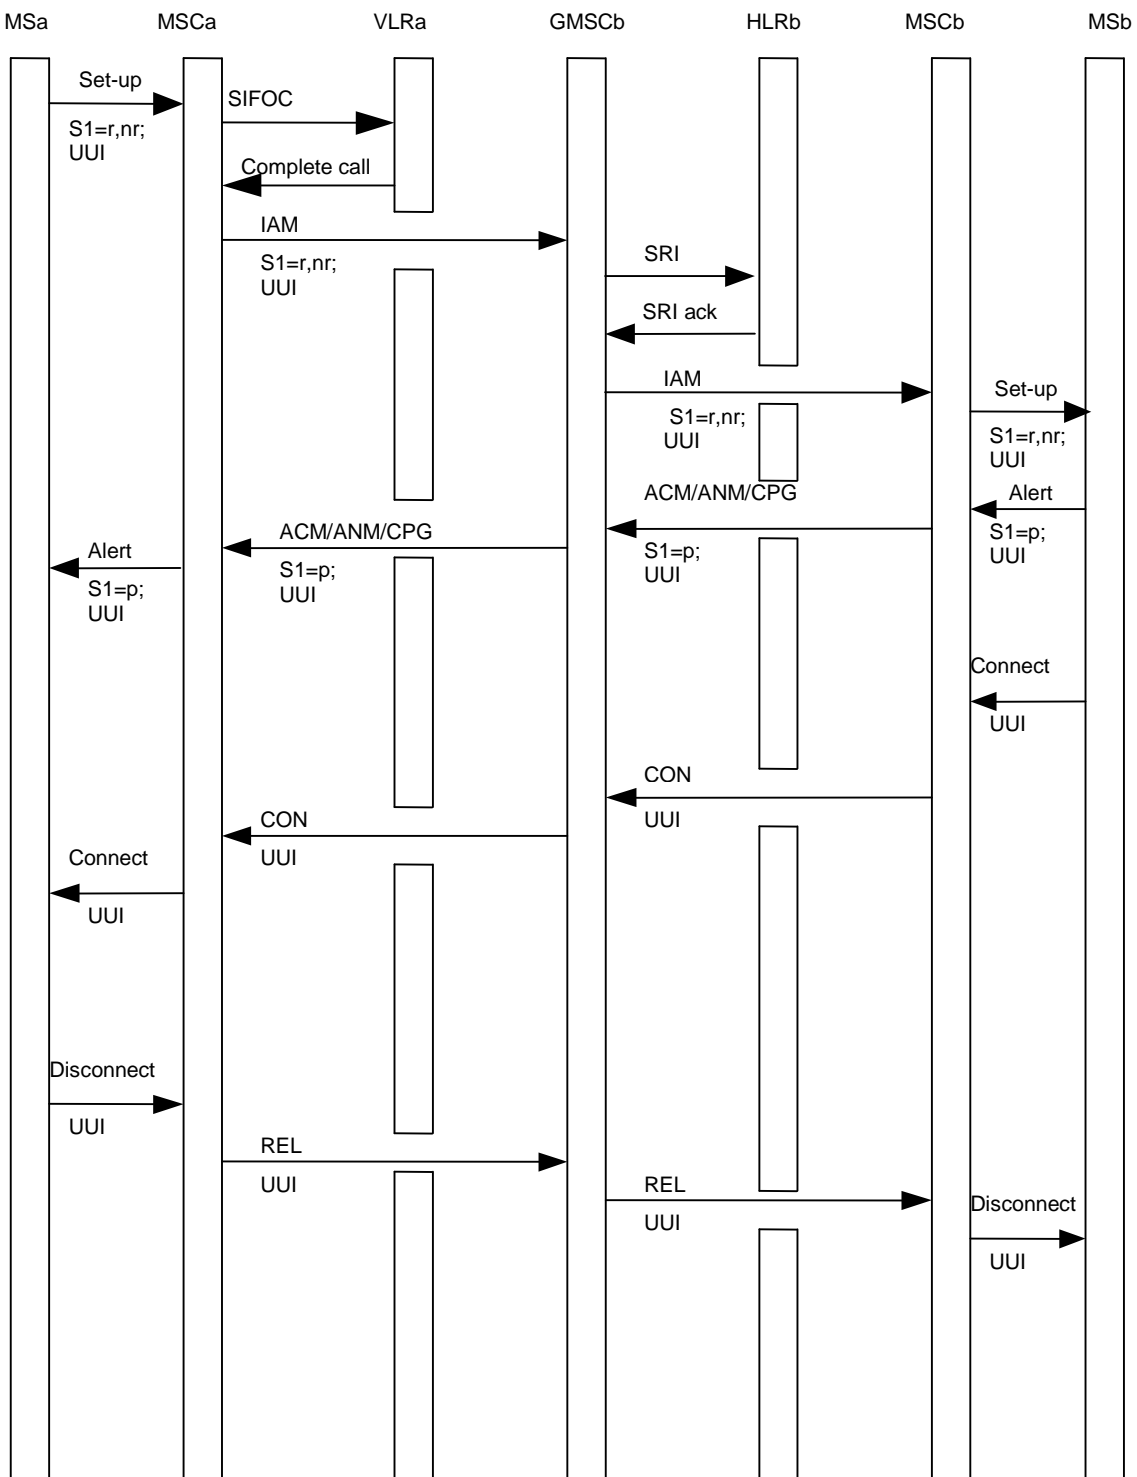 MSa MSCa VLRa GMSCb HLRb MSCb MSb
Set-up
S1=r,nr;
UUI
SIFOC
Complete call
IAM
S1=r,nr;
UUI
SRI
SRI ack
IAM
S1=r,nr;
UUI
Set-up
S1=r,nr;
UUI
Alert
S1=p;
UUI
ACM/ANM/CPG
S1=p;
UUI
ACM/ANM/CPG
S1=p;
UUI
Alert
S1=p;
UUI
Connect
UUI
CON
UUI
CON
UUI
Connect
UUI
Disconnect
UUI
REL
UUI
REL
UUI
Disconnect
UUI